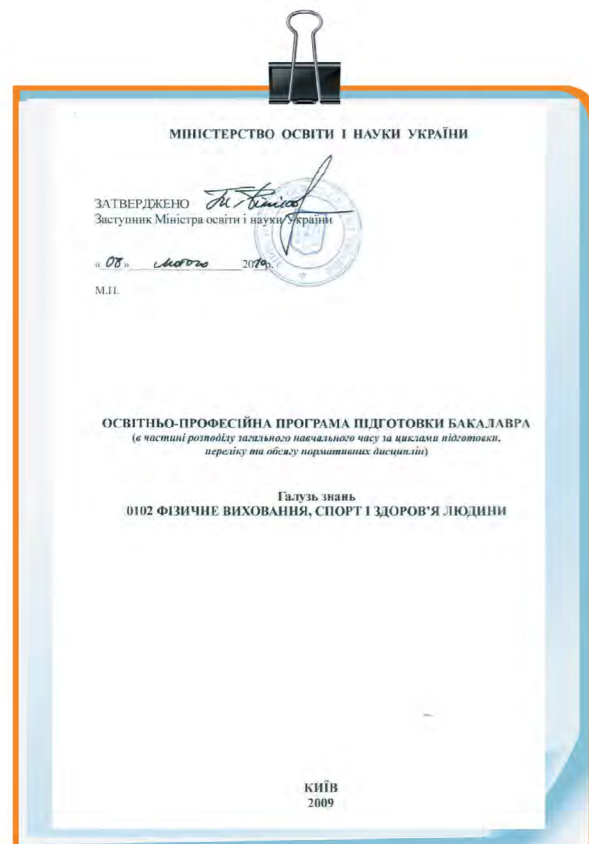 МІНІСТЕРСТВО ОСВІТИ І НАУКИ УКРАЇНИ
ЗАТВЕРДЖЕНО
Заступник Міністра освіти і науки України
« 08 » лютого 2010р.
М.П.
ОСВІТНЬО-ПРОФЕСІЙНА ПРОГРАМА ПІДГОТОВКИ БАКАЛАВРА
(в частині розподілу загального навчального часу за циклами підготовки,
переліку та обсягу нормативних дисциплін)
Галузь знань
0102 ФІЗИЧНЕ ВИХОВАННЯ, СПОРТ І ЗДОРОВ'Я ЛЮДИНИ
КИЇВ
2009